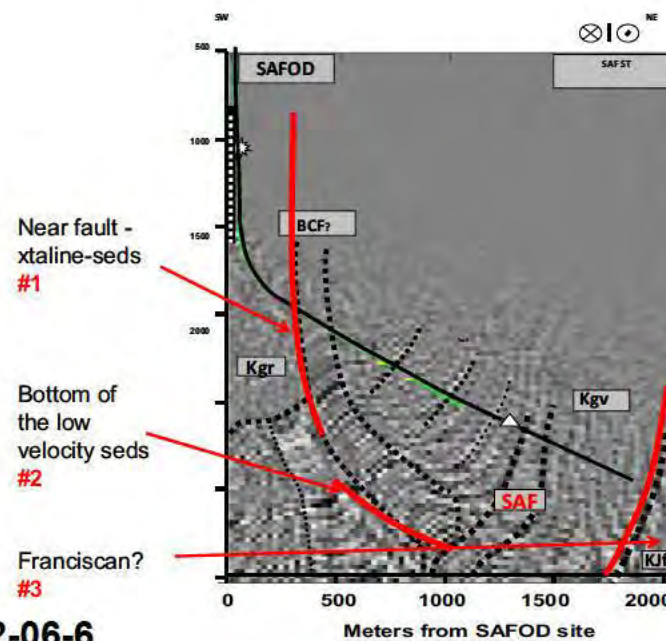 SW
NE
500
SAFOD
SAFST
1000
1500
BCF?
Near fault -
xtaline-seds
#1
2000
Kgr
Kgv
Bottom of
the low
velocity seds
#2
SAF
Franciscan?
#3
KJf
0 500 1000 1500 2000
2-06-6
Meters from SAFOD site